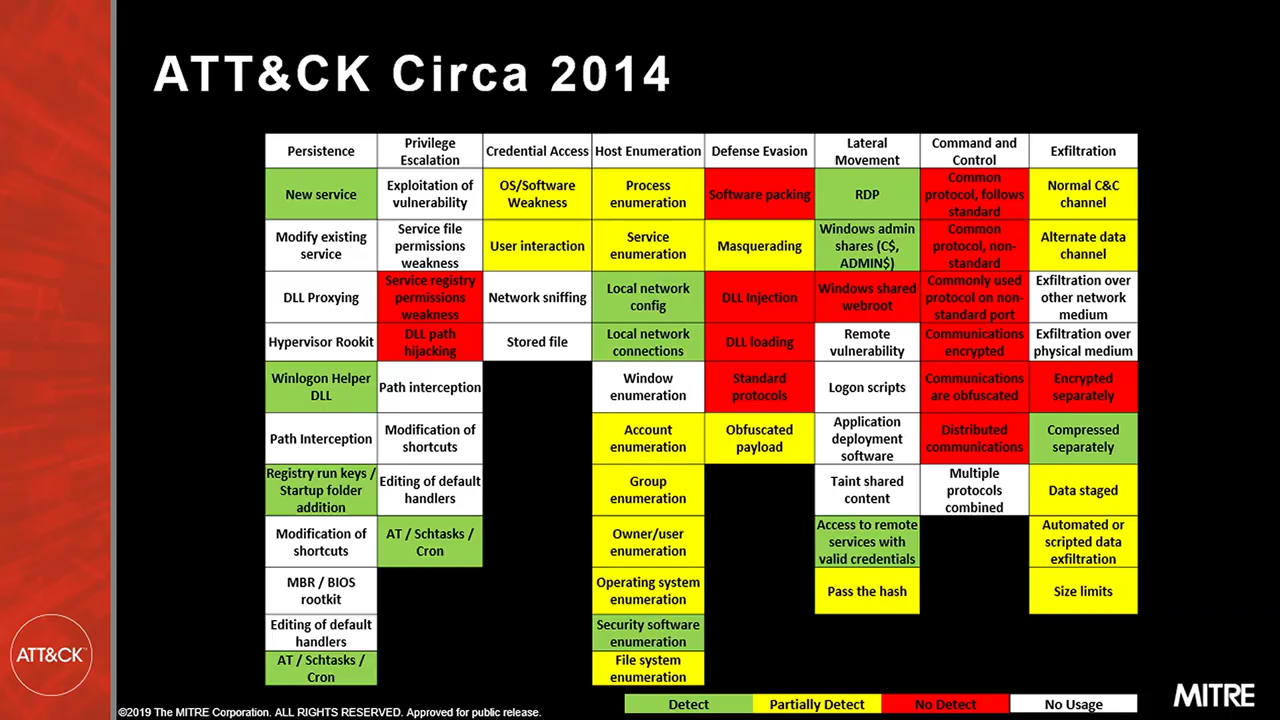 ATT&CK Circa 2014
Persistence
Privilege
Escalation
Credential Access
Host Enumeration
Defense Evasion
Lateral
Movement
Command and
Control
Exfiltration
New service
Exploitation of
vulnerability
OS/Software
Weakness
Process
enumeration
Software packing
RDP
Common
protocol, follows
standard
Normal C&C
channel
Modify existing
service
Service file
permissions
weakness
User interaction
Service
enumeration
Masquerading
Windows admin
shares (C$,
ADMIN$)
Common
protocol, non-
standard
Alternate data
channel
DLL Proxying
Service registry
permissions
weakness
Network sniffing
Local network
config
DLL Injection
Windows shared
webroot
Commonly used
protocol on non-
standard port
Exfiltration over
other network
medium
Hypervisor Rookit
DLL path
hijacking
Stored file
Local network
connections
DLL loading
Remote
vulnerability
Communications
encrypted
Exfiltration over
physical medium
Winlogon Helper
DLL
Path interception
Window
enumeration
Standard
protocols
Logon scripts
Communications
are obfuscated
Encrypted
separately
Path Interception
Modification of
shortcuts
Account
enumeration
Obfuscated
payload
Application
deployment
software
Distributed
communications
Compressed
separately
Registry run keys /
Startup folder
addition
Editing of default
handlers
Group
enumeration
Taint shared
content
Multiple
protocols
combined
Data staged
Modification of
shortcuts
AT / Schtasks /
Cron
Owner/user
enumeration
Access to remote
services with
valid credentials
Automated or
scripted data
exfiltration
MBR / BIOS
rootkit
Operating system
enumeration
Pass the hash
Size limits
Editing of default
handlers
Security software
enumeration
AT / Schtasks /
Cron
File system
enumeration
Detect
Partially Detect
No Detect
No Usage
ATT&CK™
MITRE
©2019 The MITRE Corporation. ALL RIGHTS RESERVED. Approved for public release.